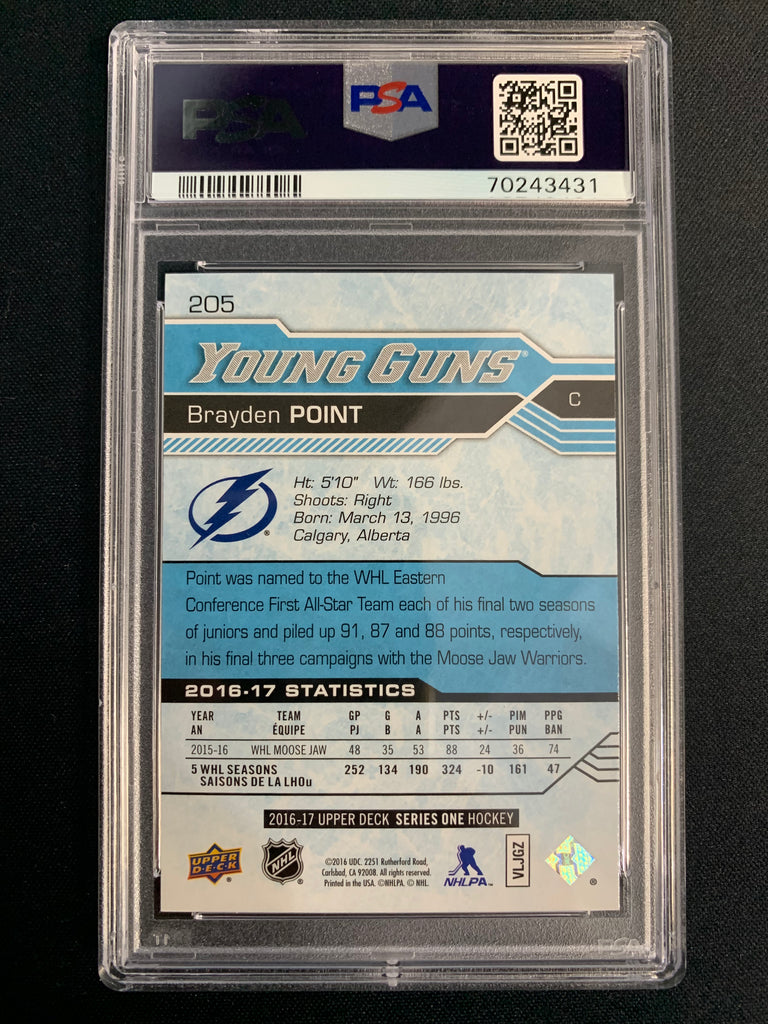 PSA PSA
70243431
205
YOUNG GUNS®
Brayden POINT
C
Ht: 5'10" Wt: 166 lbs.
Shoots: Right
Born: March 13, 1996
Calgary, Alberta
Point was named to the WHL Eastern
Conference First All-Star Team each of his final two seasons
of juniors and piled up 91, 87 and 88 points, respectively,
in his final three campaigns with the Moose Jaw Warriors.
2016-17 STATISTICS
YEAR TEAM GP G A PTS +/- PIM PPG
AN ÉQUIPE PJ B A PTS +/- PUN BAN
2015-16 WHL MOOSE JAW 48 35 53 88 24 36 74
5 WHL SEASONS 252 134 190 324 -10 161 47
SAISONS DE LA LHOu
2016-17 UPPER DECK SERIES ONE HOCKEY
UPPER
D·E·C·K
®
NHL
©2016 UDC. 2251 Rutherford Road,
Carlsbad, CA 92008. All rights reserved.
Printed in the USA. ©NHLPA. © NHL.
NHLPA™
VLJGZ
®
PSA